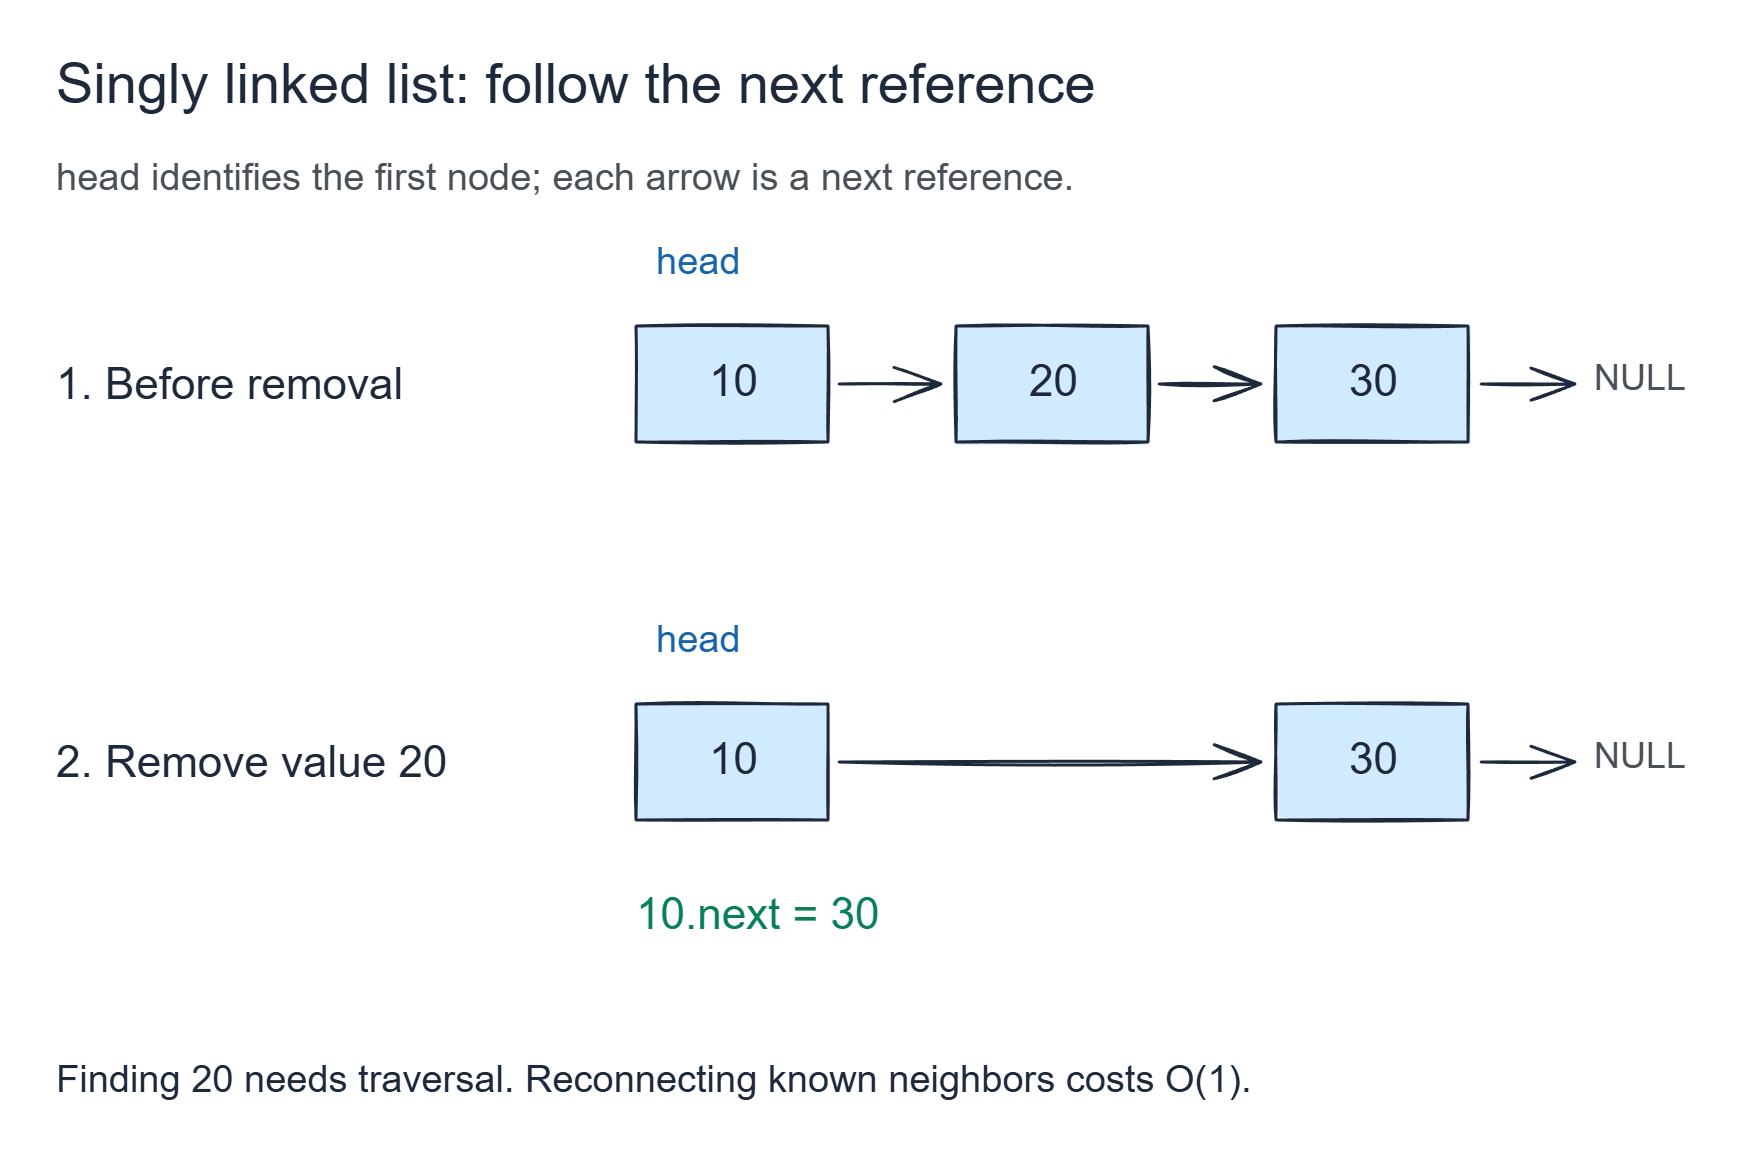 Singly linked list: follow the next reference
head identifies the first node; each arrow is a next reference.
head
1. Before removal
10
20
30
NULL
head
2. Remove value 20
10
30
NULL
10.next = 30
Finding 20 needs traversal. Reconnecting known neighbors costs O(1).